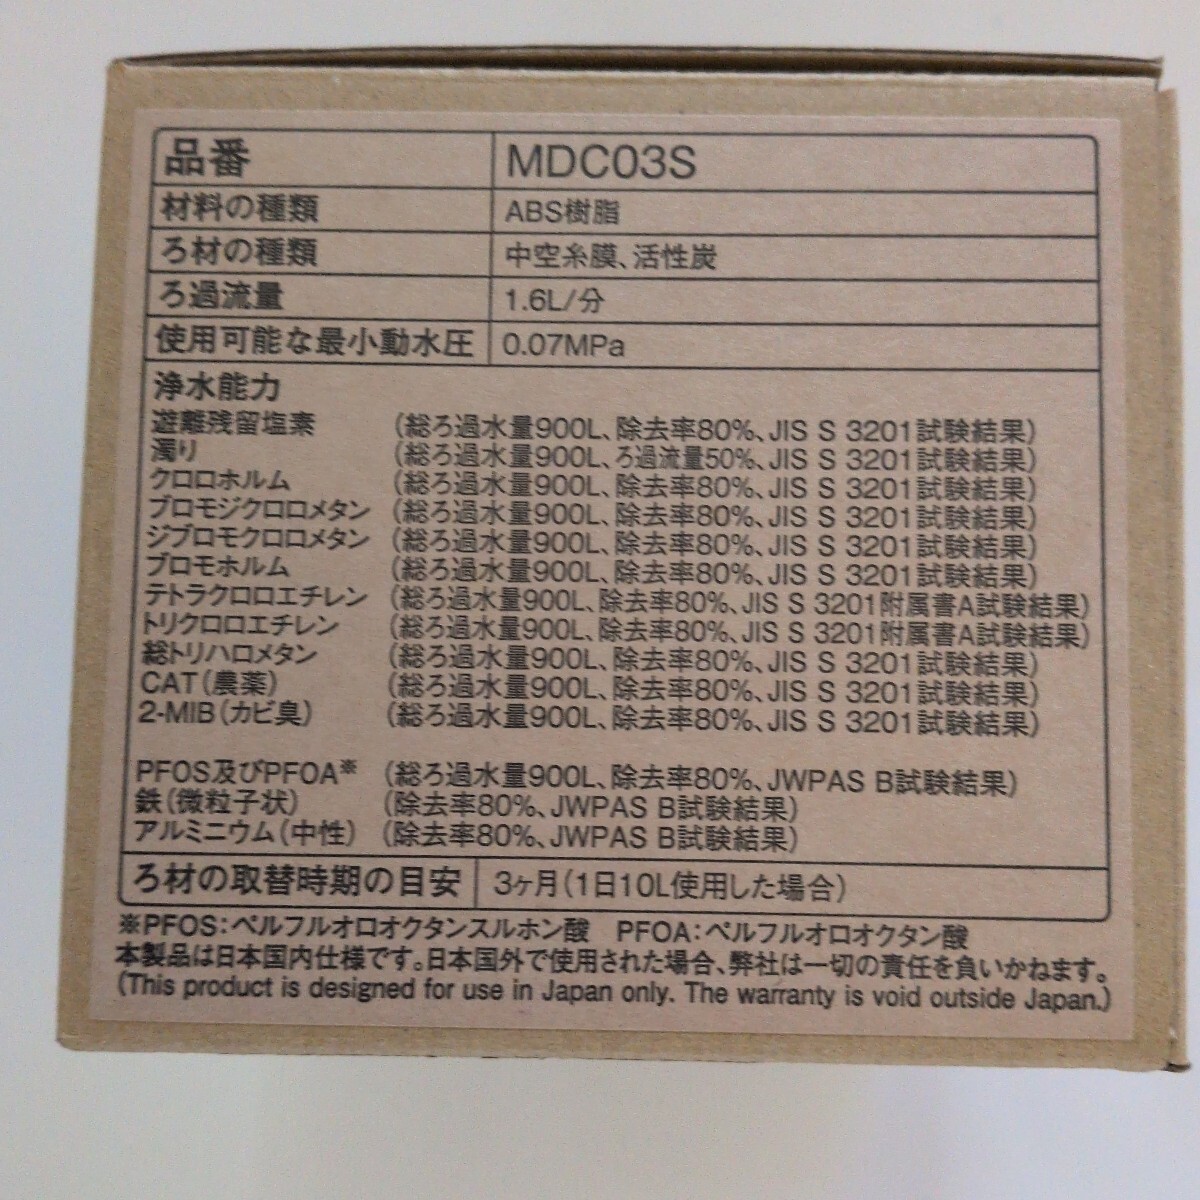 品番 MDC03S
材料の種類 ABS樹脂
ろ材の種類 中空糸膜、活性炭
ろ過流量 1.6L/分
使用可能な最小動水圧 0.07MPa
浄水能力
遊離残留塩素 (総ろ過水量900L、除去率80%、JIS S 3201試験結果)
濁り (総ろ過水量900L、ろ過流量50%、JIS S 3201試験結果)
クロロホルム (総ろ過水量900L、除去率80%、JIS S 3201試験結果)
ブロモジクロロメタン (総ろ過水量900L、除去率80%、JIS S 3201試験結果)
ジブロモクロロメタン (総ろ過水量900L、除去率80%、JIS S 3201試験結果)
ブロモホルム (総ろ過水量900L、除去率80%、JIS S 3201試験結果)
テトラクロロエチレン (総ろ過水量900L、除去率80%、JIS S 3201附属書A試験結果)
トリクロロエチレン (総ろ過水量900L、除去率80%、JIS S 3201附属書A試験結果)
総トリハロメタン (総ろ過水量900L、除去率80%、JIS S 3201試験結果)
CAT(農薬) (総ろ過水量900L、除去率80%、JIS S 3201試験結果)
2-MIB(カビ臭) (総ろ過水量900L、除去率80%、JIS S 3201試験結果)
PFOS及びPFOA※ (総ろ過水量900L、除去率80%、JWPAS B試験結果)
鉄(微粒子状) (除去率80%、JWPAS B試験結果)
アルミニウム(中性) (除去率80%、JWPAS B試験結果)
ろ材の取替時期の目安 3ヶ月(1日10L使用した場合)
※PFOS:ペルフルオロオクタンスルホン酸 PFOA:ペルフルオロオクタン酸
本製品は日本国内仕様です。日本国外で使用された場合、弊社は一切の責任を負いかねます。
(This product is designed for use in Japan only. The warranty is void outside Japan.)